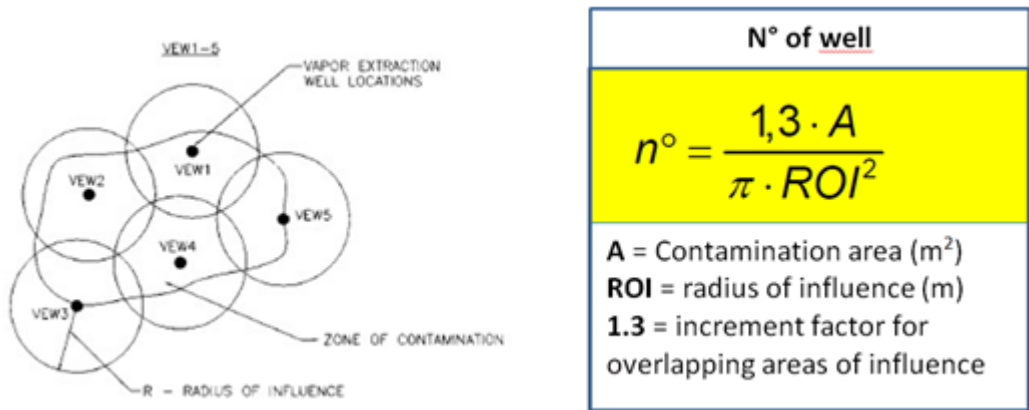 VEW1-5
VAPOR EXTRACTION
WELL LOCATIONS
VEW1
VEW2
VEW5
VEW4
VEW3
ZONE OF CONTAMINATION
R - RADIUS OF INFLUENCE
N° of well
n° = 1,3 · A / π · ROI²
A = Contamination area (m²)
ROI = radius of influence (m)
1.3 = increment factor for
overlapping areas of influence